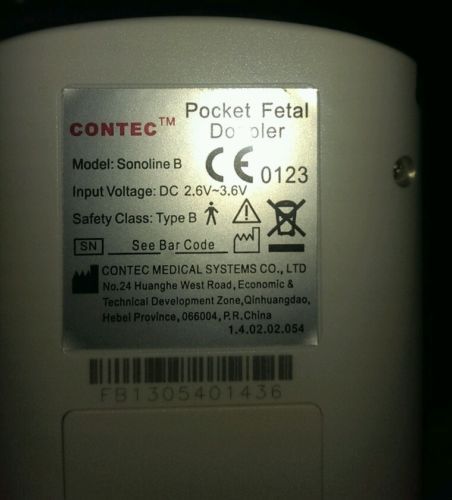 Pocket Fetal
CONTEC™ Doppler
Model: Sonoline B CE 0123
Input Voltage: DC 2.6V~3.6V
Safety Class: Type B
SN See Bar Code
CONTEC MEDICAL SYSTEMS CO., LTD
No.24 Huanghe West Road, Economic &
Technical Development Zone,Qinhuangdao,
Hebei Province, 066004, P.R.China
1.4.02.02.054
FB1305401436